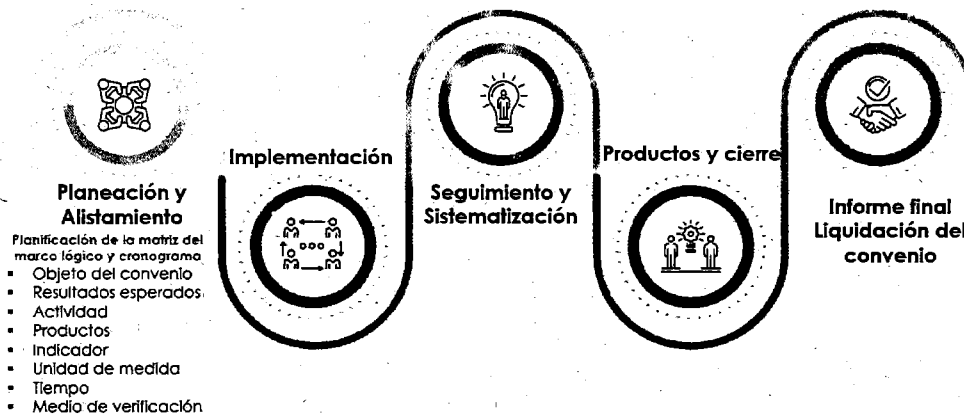 Planeación y
Alistamiento
Planificación de la matriz del
marco lógico y cronograma
▪ Objeto del convenio
▪ Resultados esperados
▪ Actividad
▪ Productos
▪ Indicador
▪ Unidad de medida
▪ Tiempo
▪ Medio de verificación
Implementación
Seguimiento y
Sistematización
Productos y cierre
Informe final
Liquidación del
convenio